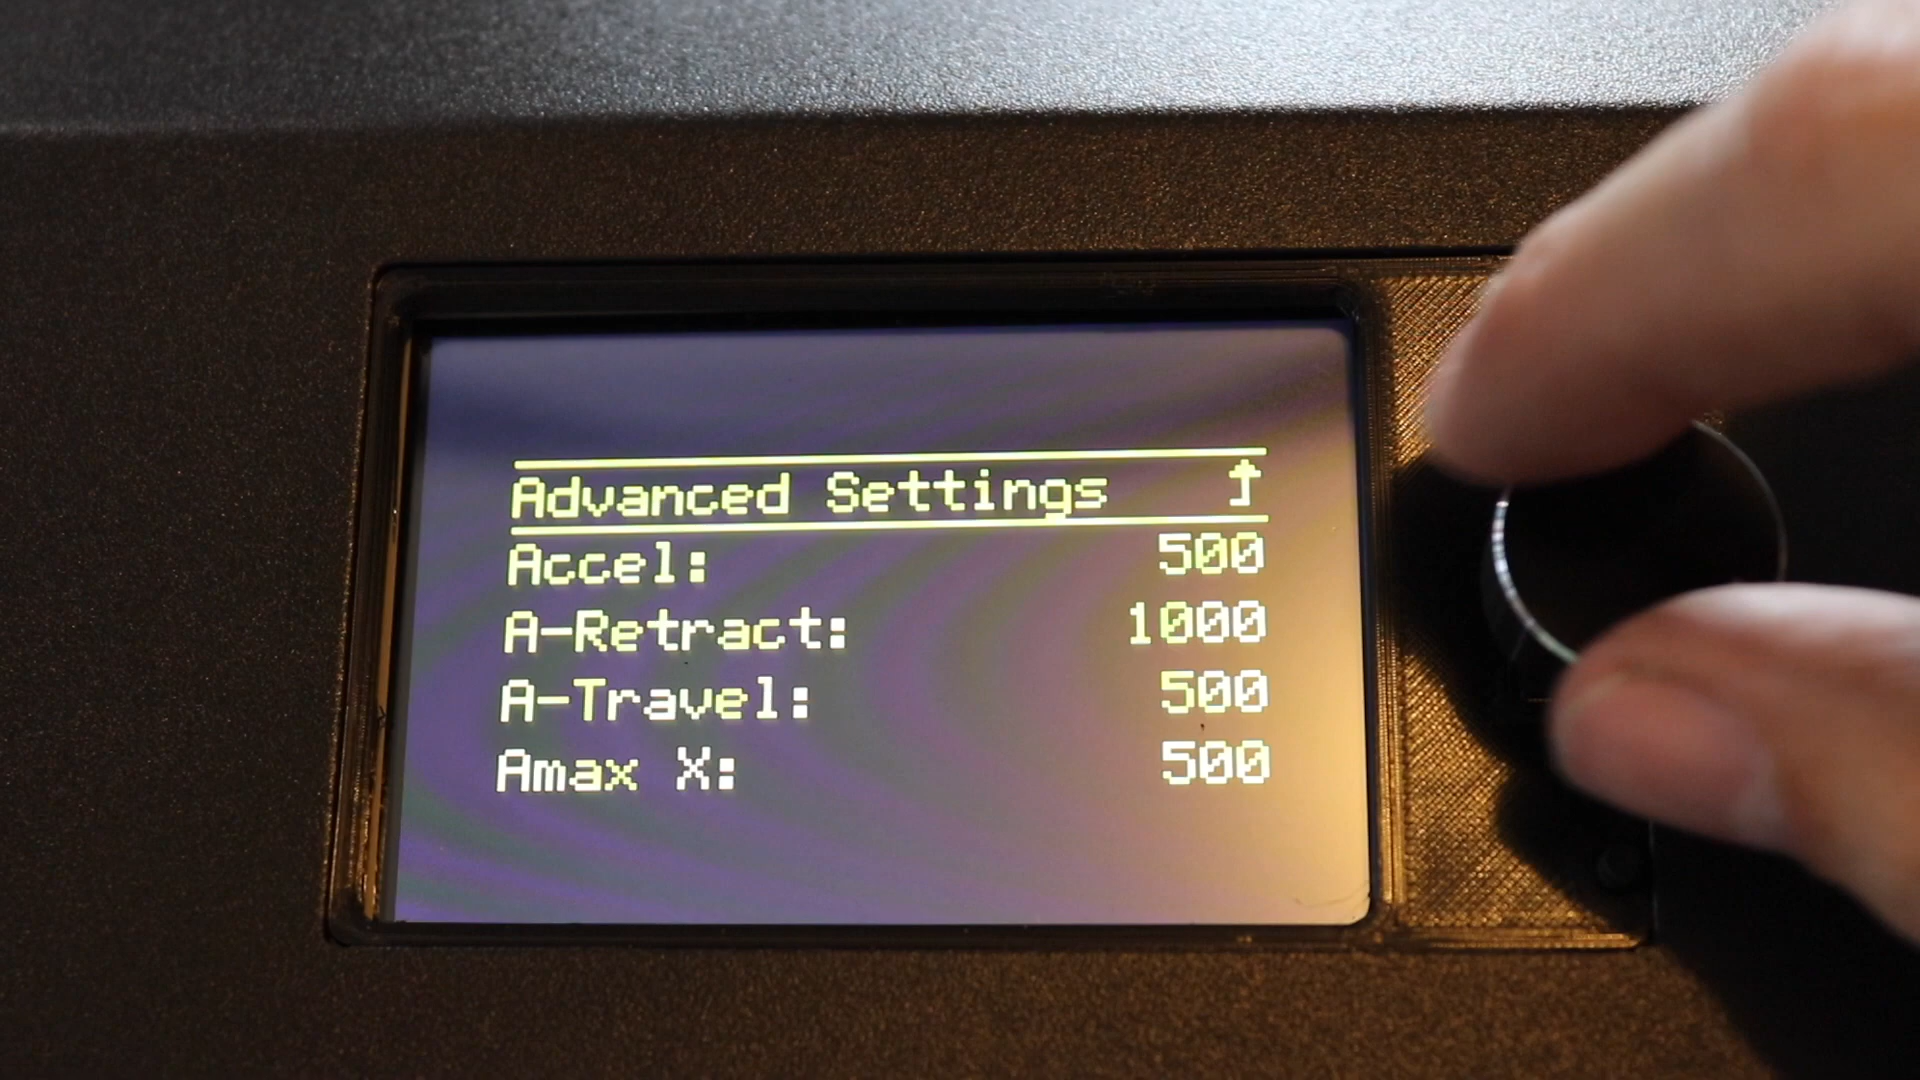 Advanced Settings
Accel: 500
A-Retract: 1000
A-Travel: 500
Amax X: 500